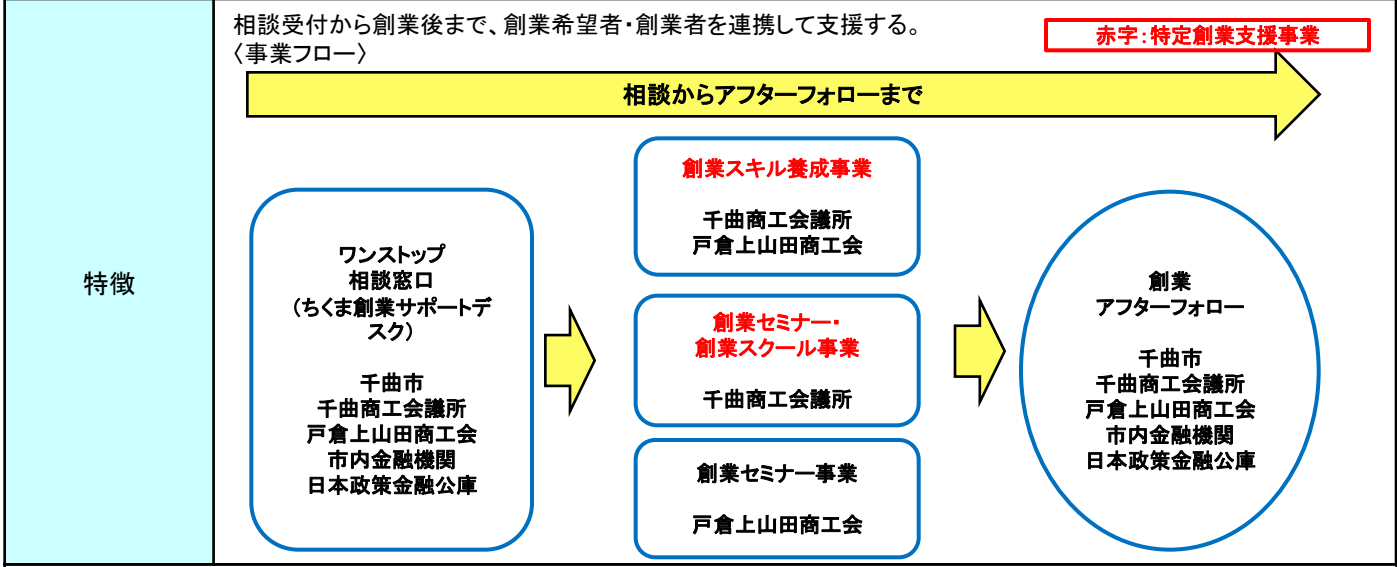 特徴
相談受付から創業後まで、創業希望者・創業者を連携して支援する。
〈事業フロー〉
赤字：特定創業支援事業
相談からアフターフォローまで
ワンストップ
相談窓口
（ちくま創業サポートデ
スク）
千曲市
千曲商工会議所
戸倉上山田商工会
市内金融機関
日本政策金融公庫
創業スキル養成事業
千曲商工会議所
戸倉上山田商工会
創業セミナー・
創業スクール事業
千曲商工会議所
創業セミナー事業
戸倉上山田商工会
創業
アフターフォロー
千曲市
千曲商工会議所
戸倉上山田商工会
市内金融機関
日本政策金融公庫